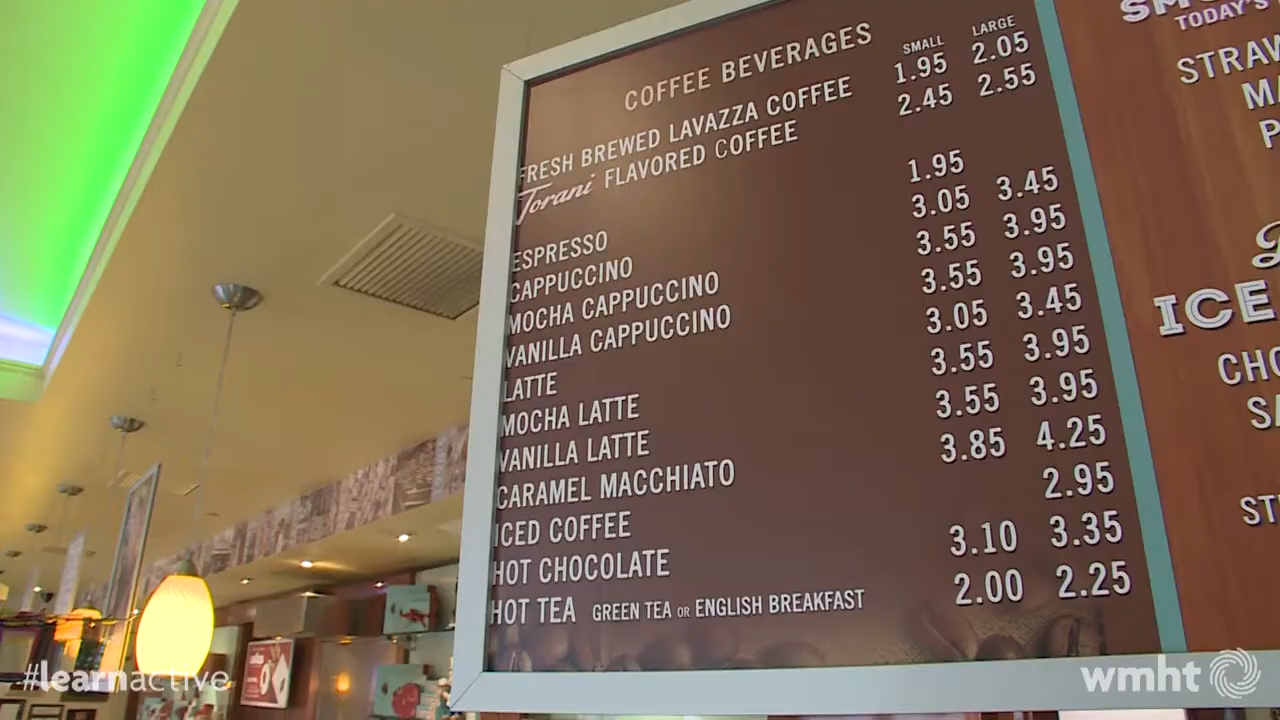 COFFEE BEVERAGES
SMALL LARGE
FRESH BREWED LAVAZZA COFFEE 1.95 2.05
Torani FLAVORED COFFEE 2.45 2.55
ESPRESSO 1.95
CAPPUCCINO 3.05 3.45
MOCHA CAPPUCCINO 3.55 3.95
VANILLA CAPPUCCINO 3.55 3.95
LATTE 3.05 3.45
MOCHA LATTE 3.55 3.95
VANILLA LATTE 3.55 3.95
CARAMEL MACCHIATO 3.85 4.25
ICED COFFEE 2.95
HOT CHOCOLATE 3.10 3.35
HOT TEA GREEN TEA OR ENGLISH BREAKFAST 2.00 2.25
TODAY'S
ICE
#learnactive
wmht